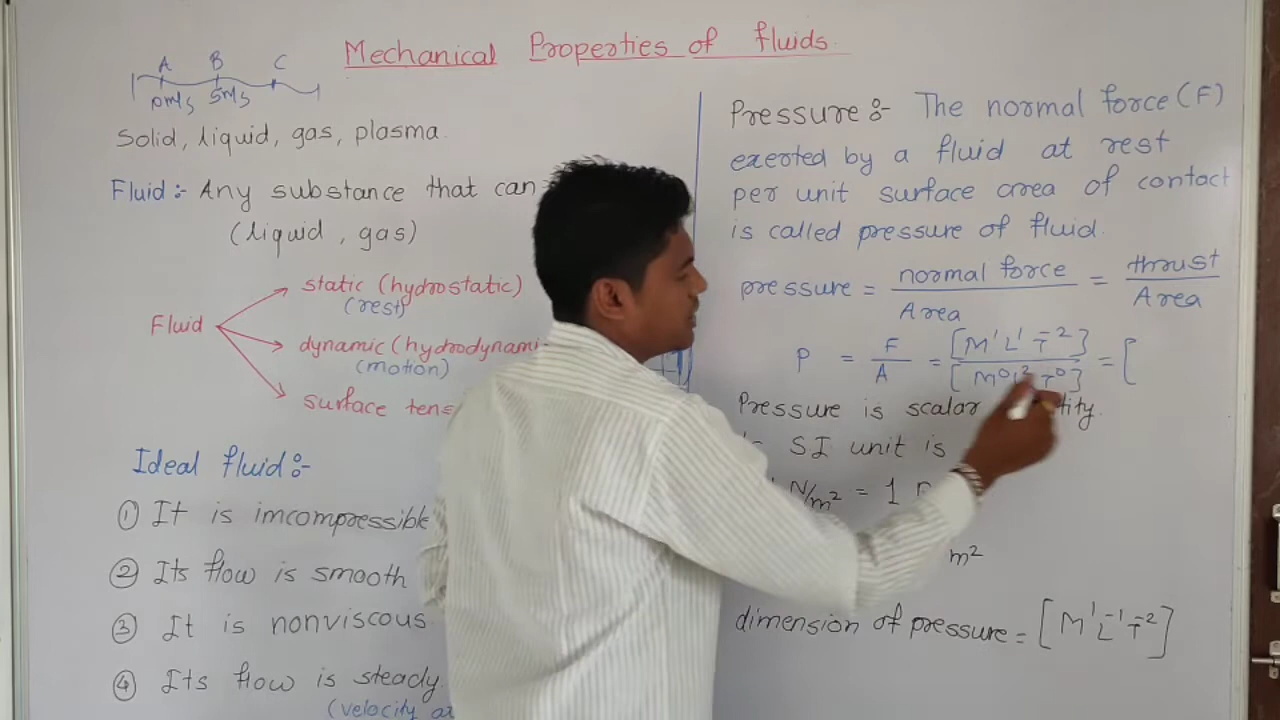 Mechanical Properties of fluids
A B C
10m/s 5m/s
Solid, liquid, gas, plasma
Fluid :- Any substance that can
(liquid, gas)
Fluid
static (hydrostatic)
(rest)
dynamic (hydrodynami
(motion)
surface tens
Ideal fluid :-
① It is imcompressible
② Its flow is smooth
③ It is nonviscous
④ Its flow is steady
(velocity
Pressure :- The normal force (F)
exerted by a fluid at rest
per unit surface area of contact
is called pressure of fluid.
pressure = normal force / Area = thrust / Area
P = F / A = [M¹L¹T⁻²] / [M⁰L²T⁰] = [
Pressure is scalar
SI unit is
N/m² = 1
m²
dimension of pressure = [M¹L⁻¹T⁻²]